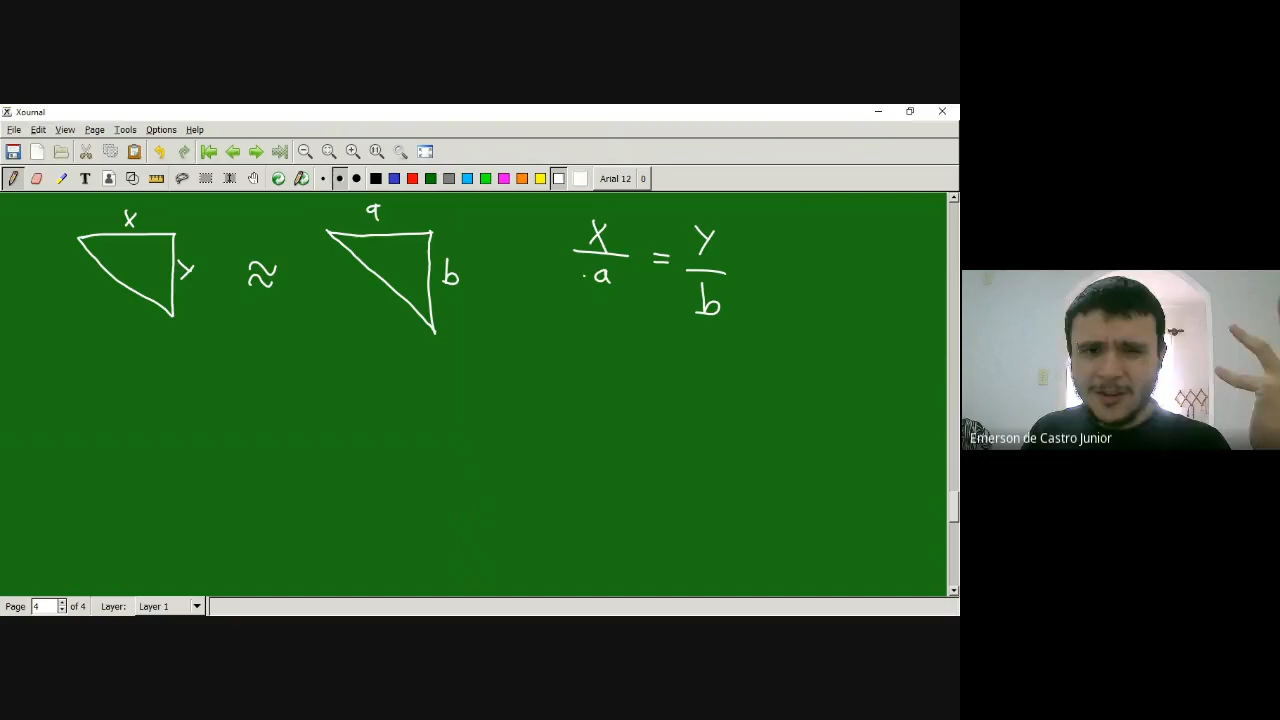 Xournal
File Edit View Page Tools Options Help
Arial 12 0
x a
y ≈ b
X/a = Y/b
Emerson de Castro Junior
Page 4 of 4 Layer: Layer 1